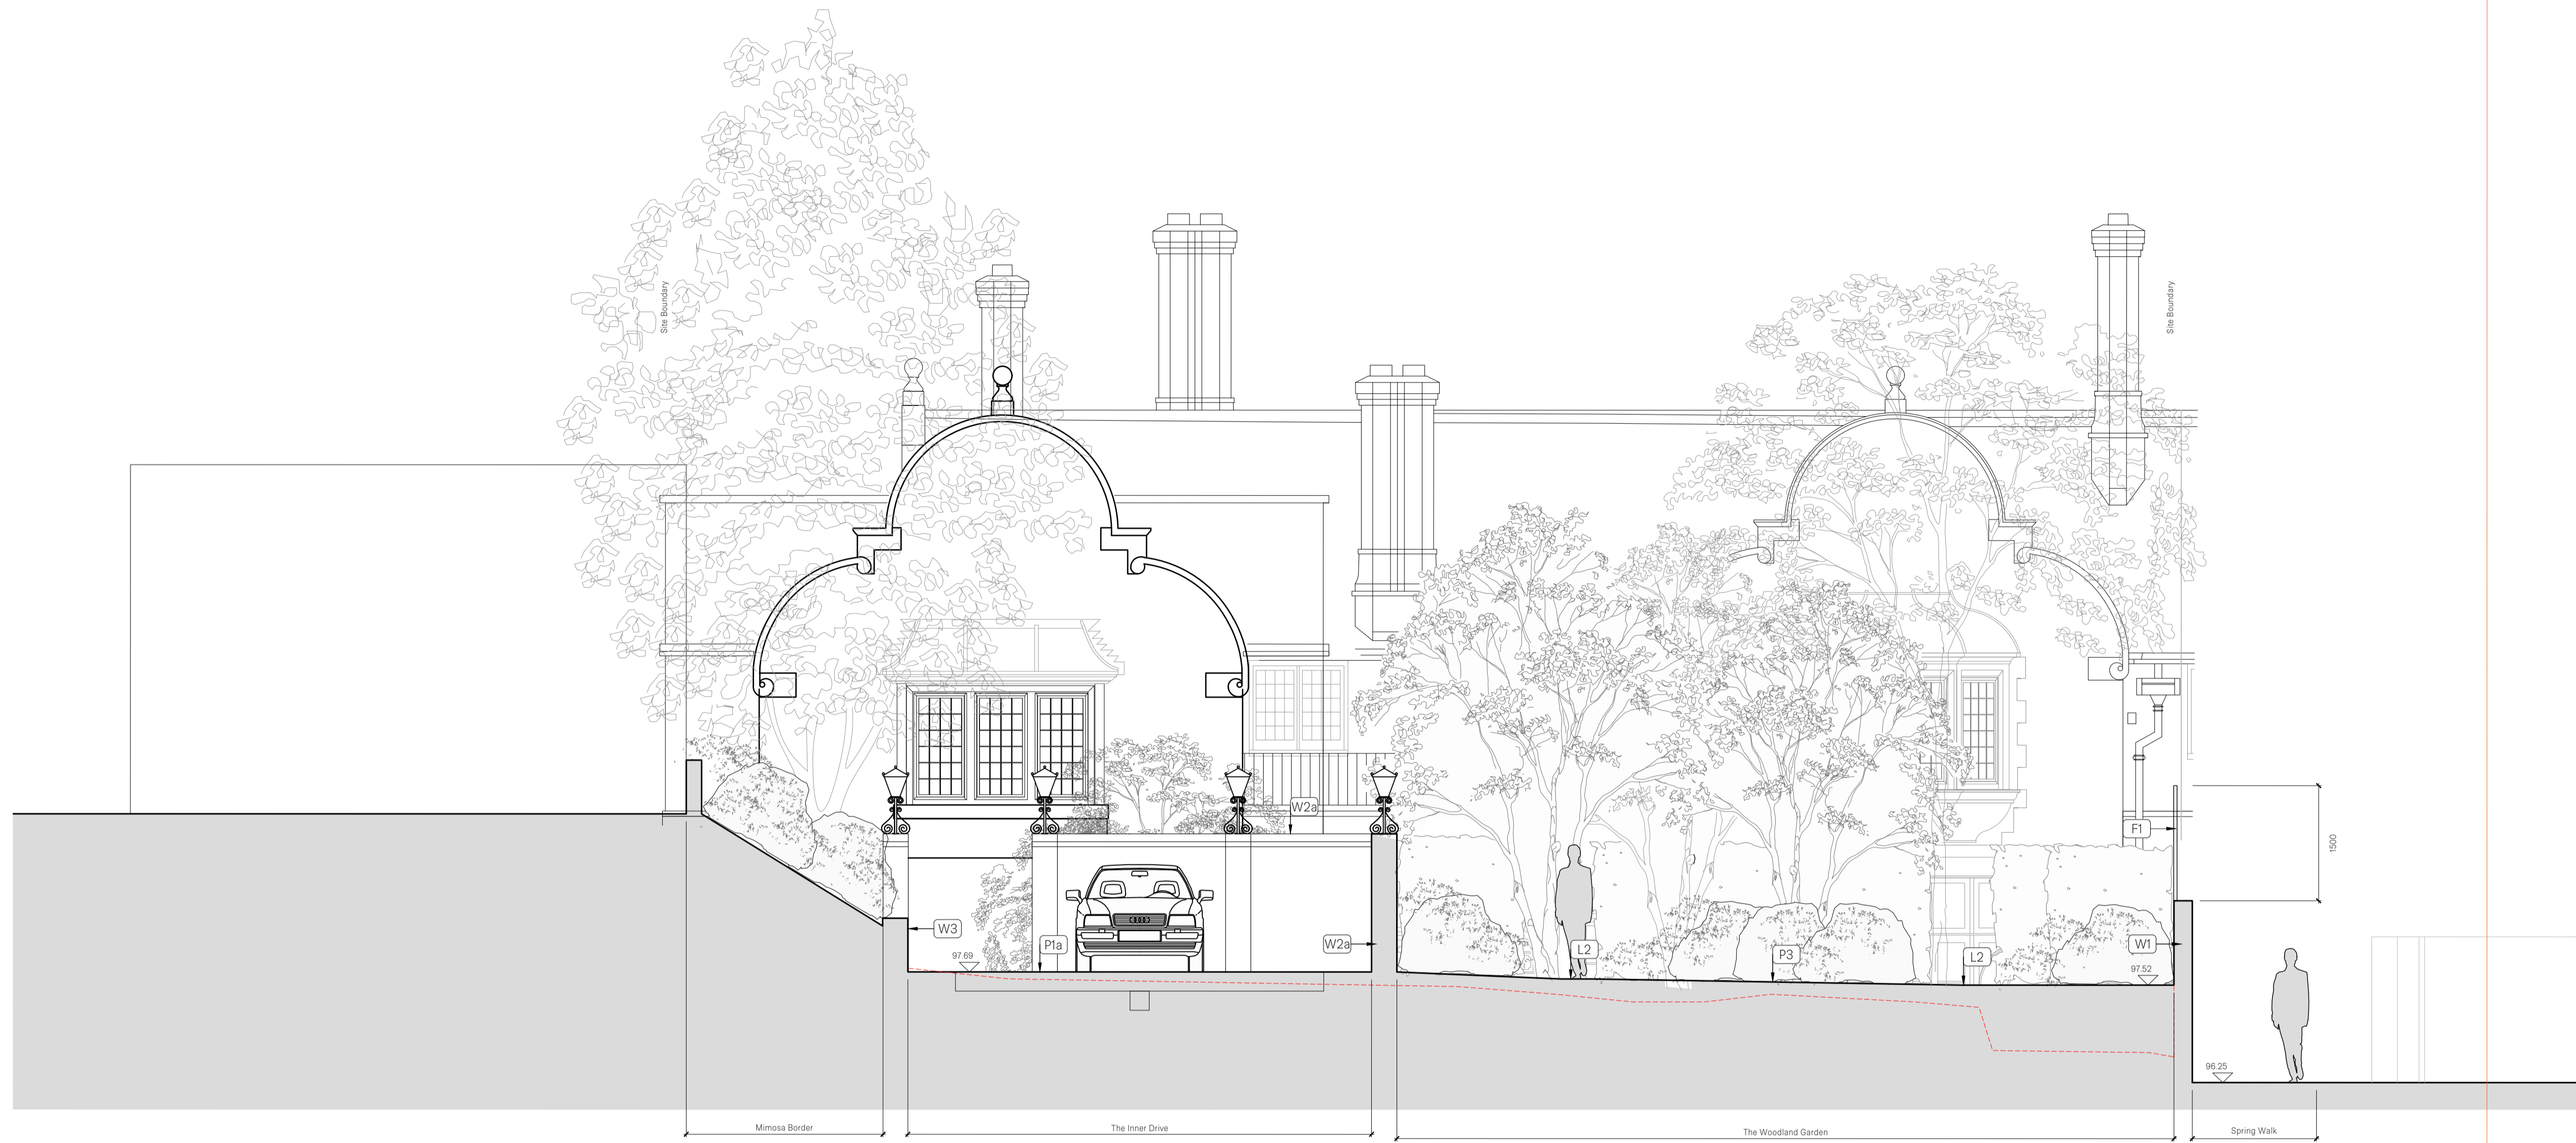 Site Boundary
Site Boundary
W2a
F1
1500
W3
P1a
W2a
L2
P3
L2
W1
97.69
97.52
96.25
Mimosa Border
The Inner Drive
The Woodland Garden
Spring Walk